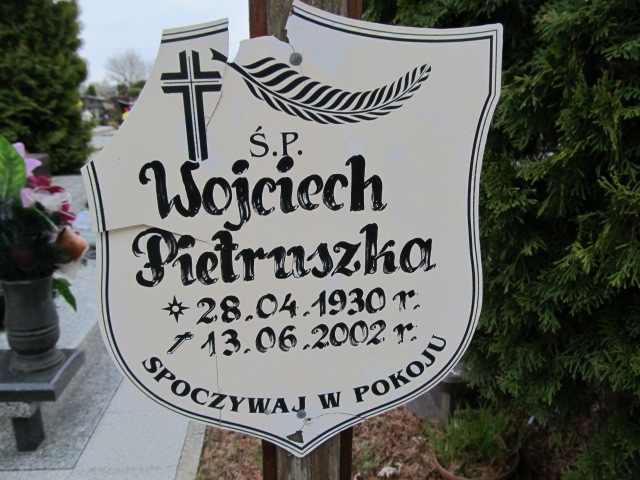 Ś.P.
Wojciech
Pietruszka
28.04.1930 r.
13.06.2002 r.
SPOCZYWAJ W POKOJU